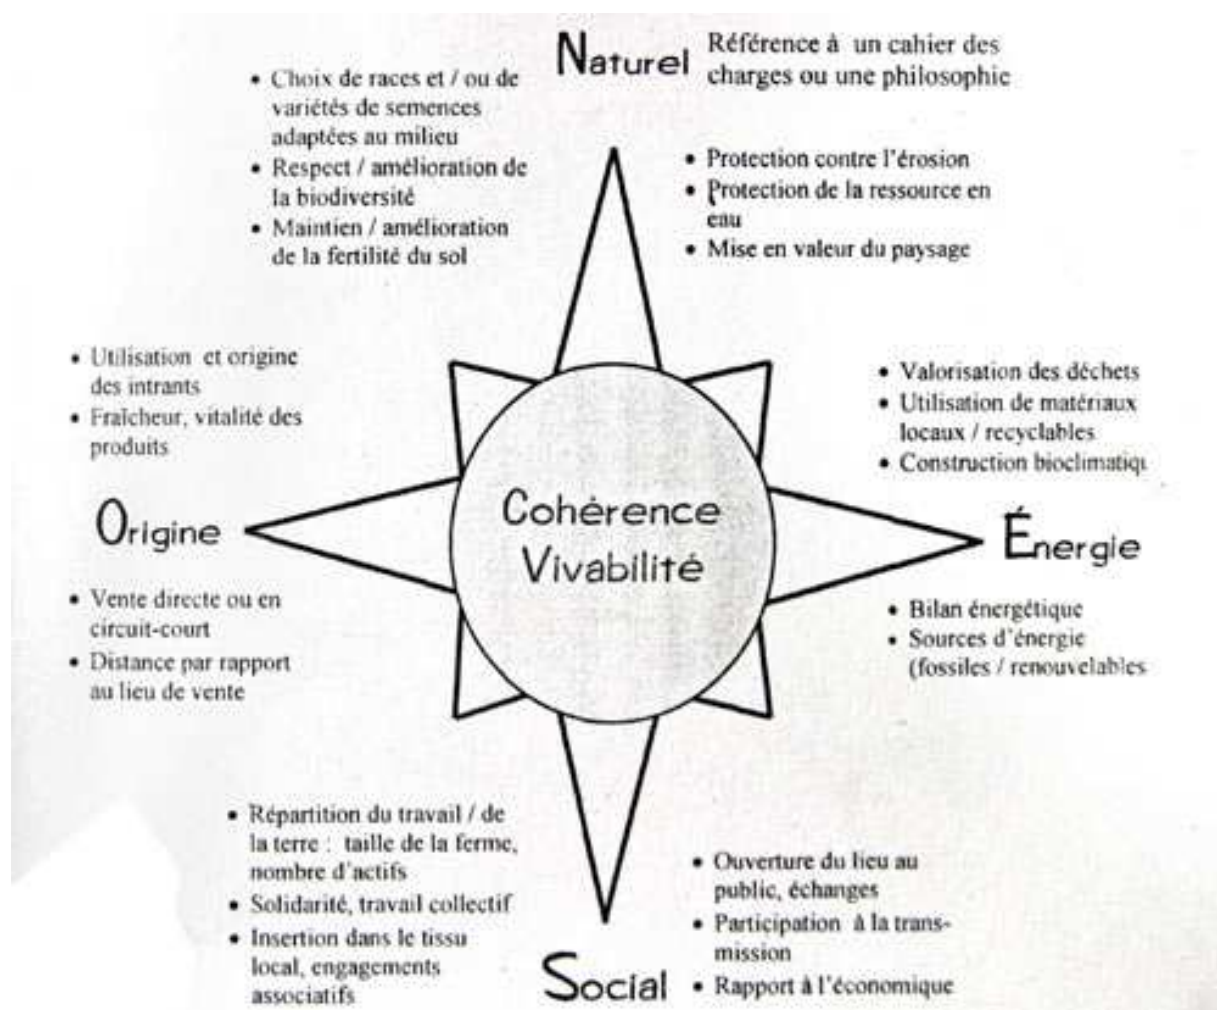 Naturel
Référence à un cahier des
charges ou une philosophie
• Choix de races et / ou de
variétés de semences
adaptées au milieu
• Respect / amélioration de
la biodiversité
• Maintien / amélioration
de la fertilité du sol
• Protection contre l'érosion
• Protection de la ressource en
eau
• Mise en valeur du paysage
• Utilisation et origine
des intrants
• Fraîcheur, vitalité des
produits
Origine
• Vente directe ou en
circuit-court
• Distance par rapport
au lieu de vente
Cohérence
Vivabilité
• Valorisation des déchets
• Utilisation de matériaux
locaux / recyclables
• Construction bioclimatiqu
Énergie
• Bilan énergétique
• Sources d'énergie
(fossiles / renouvelables
• Répartition du travail / de
la terre : taille de la ferme,
nombre d'actifs
• Solidarité, travail collectif
• Insertion dans le tissu
local, engagements
associatifs
Social
• Ouverture du lieu au
public, échanges
• Participation à la trans-
mission
• Rapport à l'économique